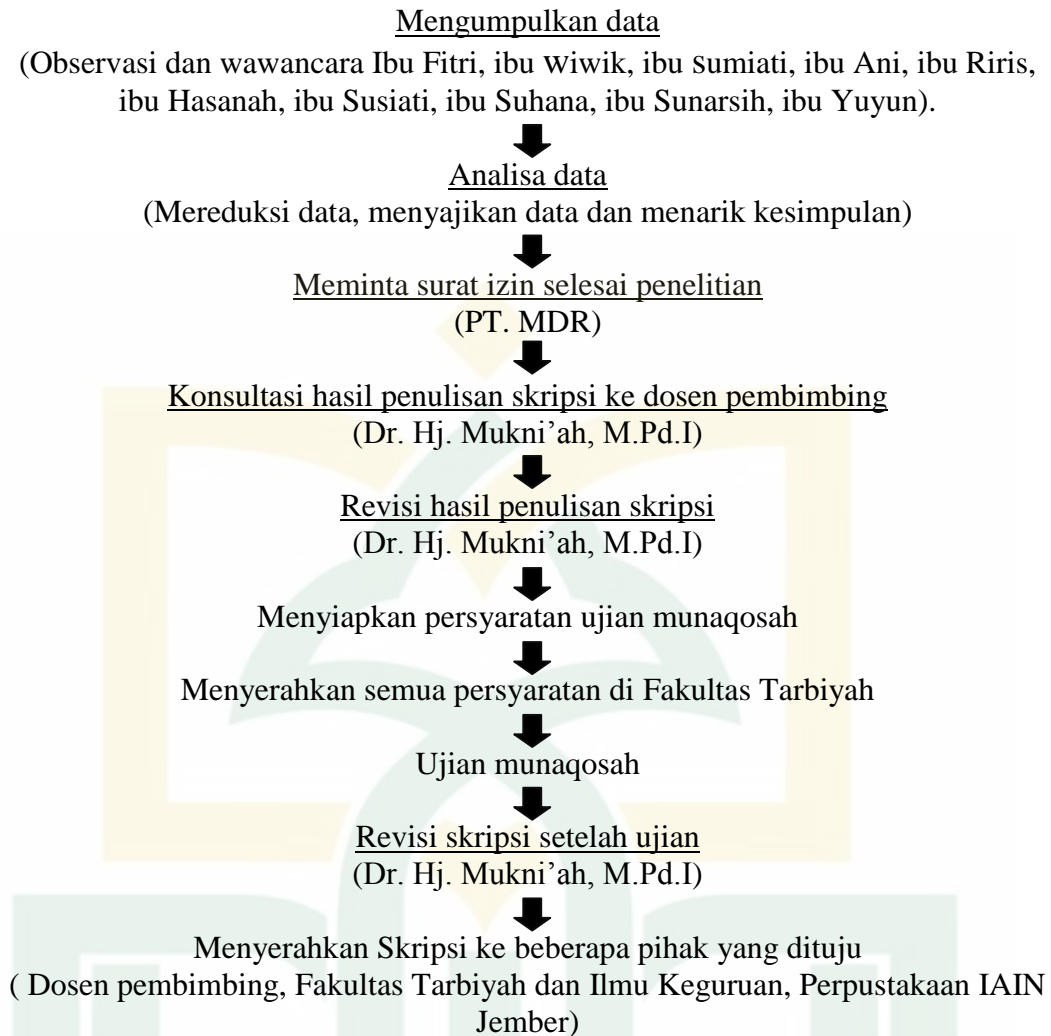 Mengumpulkan data
(Observasi dan wawancara Ibu Fitri, ibu Wiwik, ibu Sumiati, ibu Ani, ibu Riris,
ibu Hasanah, ibu Susiati, ibu Suhana, ibu Sunarsih, ibu Yuyun).
Analisa data
(Mereduksi data, menyajikan data dan menarik kesimpulan)
Meminta surat izin selesai penelitian
(PT. MDR)
Konsultasi hasil penulisan skripsi ke dosen pembimbing
(Dr. Hj. Mukni’ah, M.Pd.I)
Revisi hasil penulisan skripsi
(Dr. Hj. Mukni’ah, M.Pd.I)
Menyiapkan persyaratan ujian munaqosah
Menyerahkan semua persyaratan di Fakultas Tarbiyah
Ujian munaqosah
Revisi skripsi setelah ujian
(Dr. Hj. Mukni’ah, M.Pd.I)
Menyerahkan Skripsi ke beberapa pihak yang dituju
( Dosen pembimbing, Fakultas Tarbiyah dan Ilmu Keguruan, Perpustakaan IAIN
Jember)